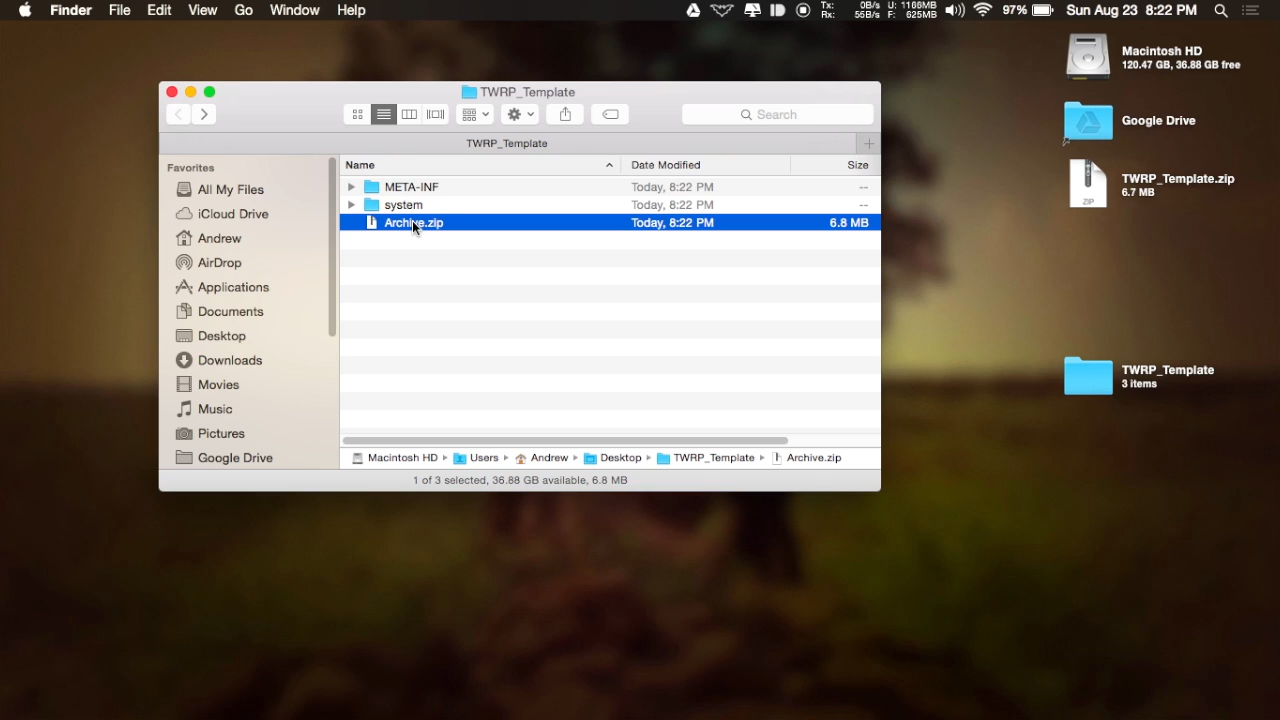 Finder File Edit View Go Window Help
Tx: 0B/s U: 1166MB
Rx: 56B/s F: 625MB
97% Sun Aug 23 8:22 PM
Macintosh HD
120.47 GB, 36.88 GB free
Google Drive
TWRP_Template.zip
6.7 MB
ZIP
TWRP_Template
3 items
TWRP_Template
Search
TWRP_Template
Favorites
All My Files
iCloud Drive
Andrew
AirDrop
Applications
Documents
Desktop
Downloads
Movies
Music
Pictures
Google Drive
Name Date Modified Size
META-INF Today, 8:22 PM --
system Today, 8:22 PM --
Archive.zip Today, 8:22 PM 6.8 MB
Macintosh HD Users Andrew Desktop TWRP_Template Archive.zip
1 of 3 selected, 36.88 GB available, 6.8 MB